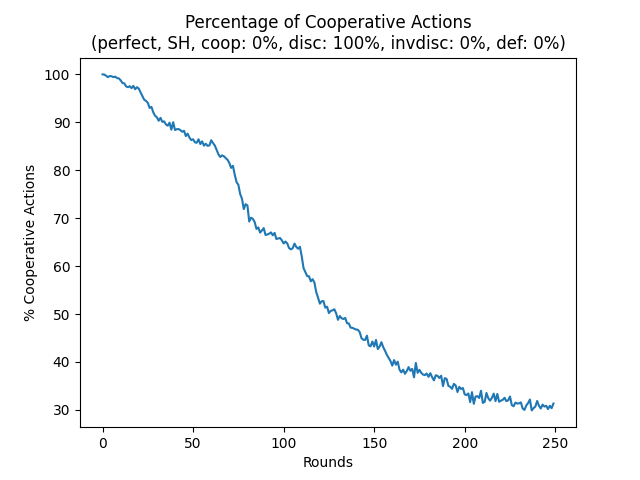 Percentage of Cooperative Actions
(perfect, SH, coop: 0%, disc: 100%, invdisc: 0%, def: 0%)
% Cooperative Actions
100
90
80
70
60
50
40
30
0 50 100 150 200 250
Rounds